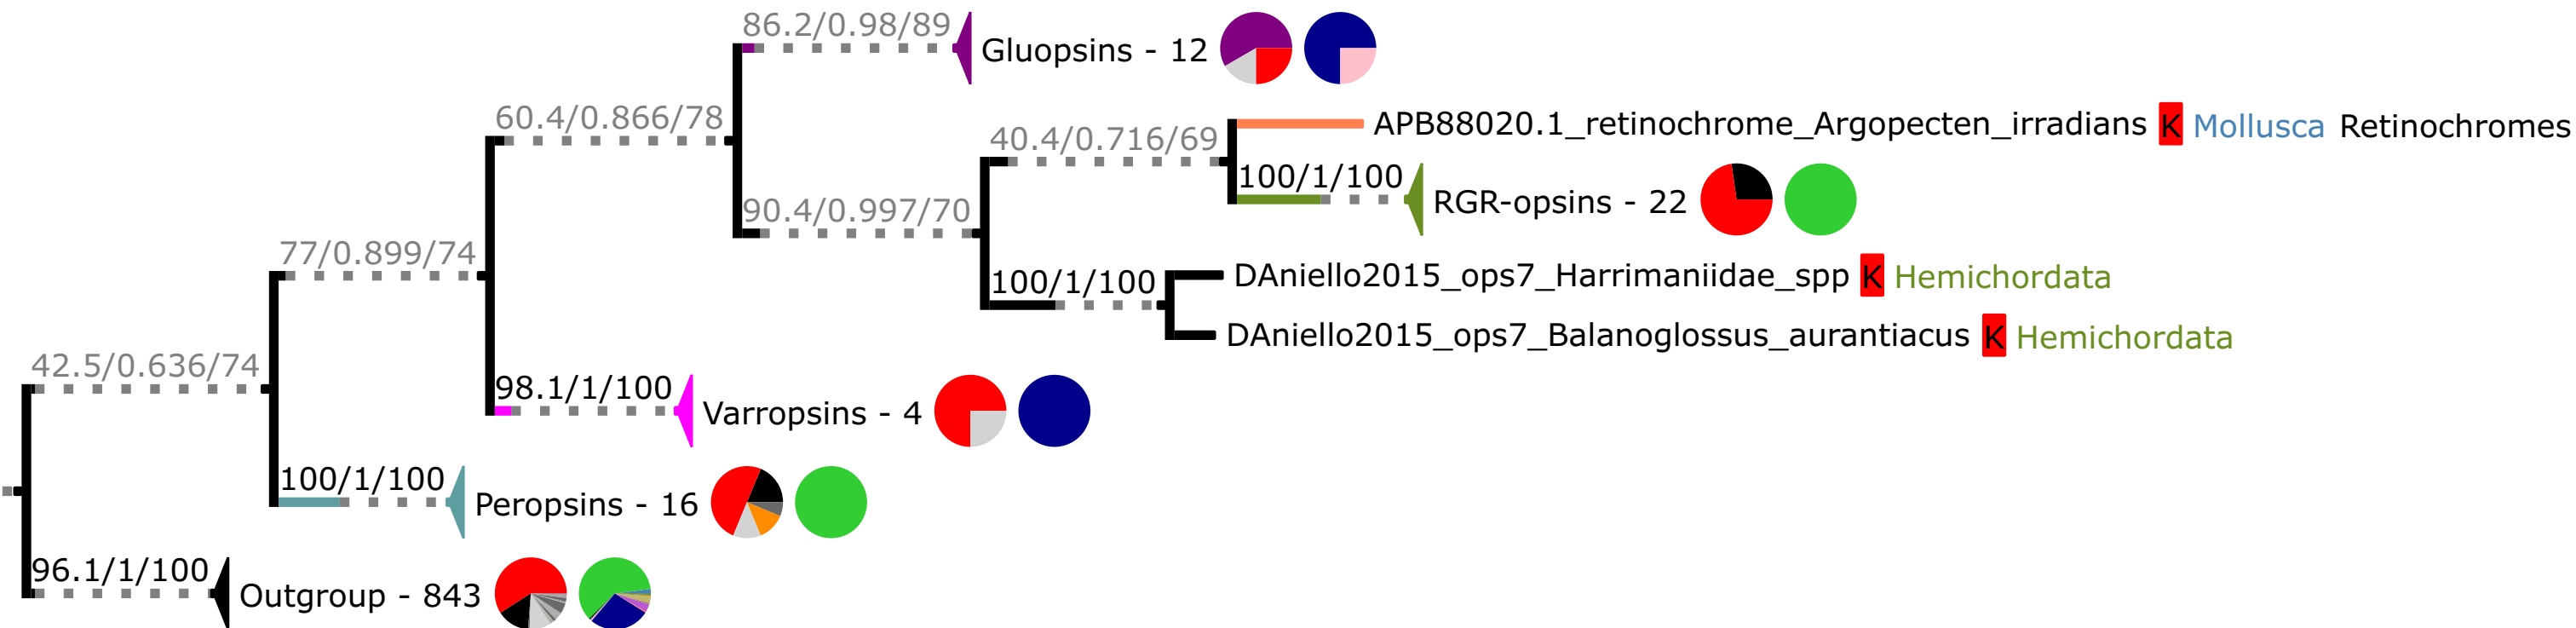 86.2/0.98/89
Gluopsins - 12
60.4/0.866/78
40.4/0.716/69
APB88020.1_retinochrome_Argopecten_irradians K Mollusca Retinochromes
100/1/100
RGR-opsins - 22
90.4/0.997/70
77/0.899/74
100/1/100
DAniello2015_ops7_Harrimaniidae_spp K Hemichordata
DAniello2015_ops7_Balanoglossus_aurantiacus K Hemichordata
42.5/0.636/74
98.1/1/100
Varropsins - 4
100/1/100
Peropsins - 16
96.1/1/100
Outgroup - 843